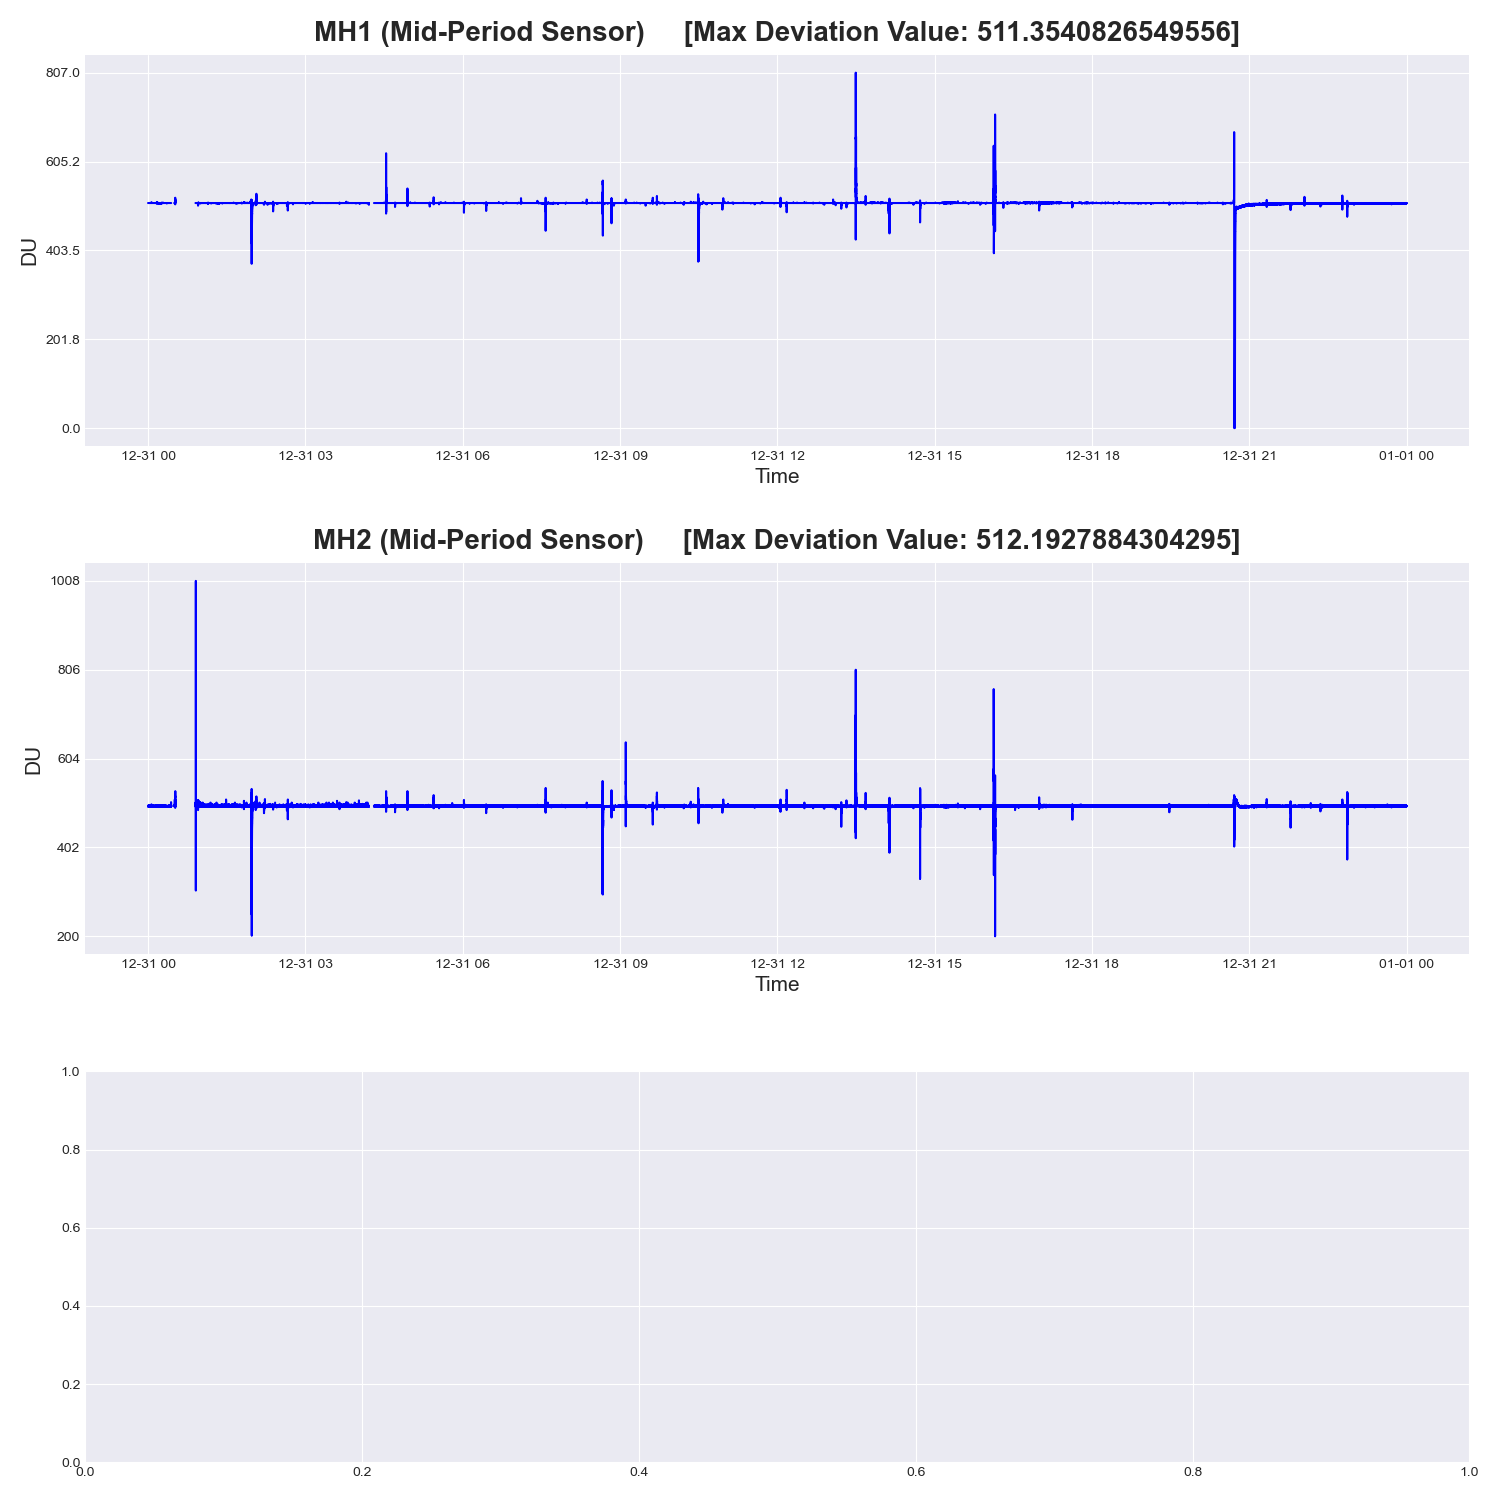 MH1 (Mid-Period Sensor) [Max Deviation Value: 511.3540826549556]
807.0
605.2
403.5
201.8
0.0
DU
12-31 00 12-31 03 12-31 06 12-31 09 12-31 12 12-31 15 12-31 18 12-31 21 01-01 00
Time
MH2 (Mid-Period Sensor) [Max Deviation Value: 512.1927884304295]
1008
806
604
402
200
DU
12-31 00 12-31 03 12-31 06 12-31 09 12-31 12 12-31 15 12-31 18 12-31 21 01-01 00
Time
1.0
0.8
0.6
0.4
0.2
0.0
0.0 0.2 0.4 0.6 0.8 1.0